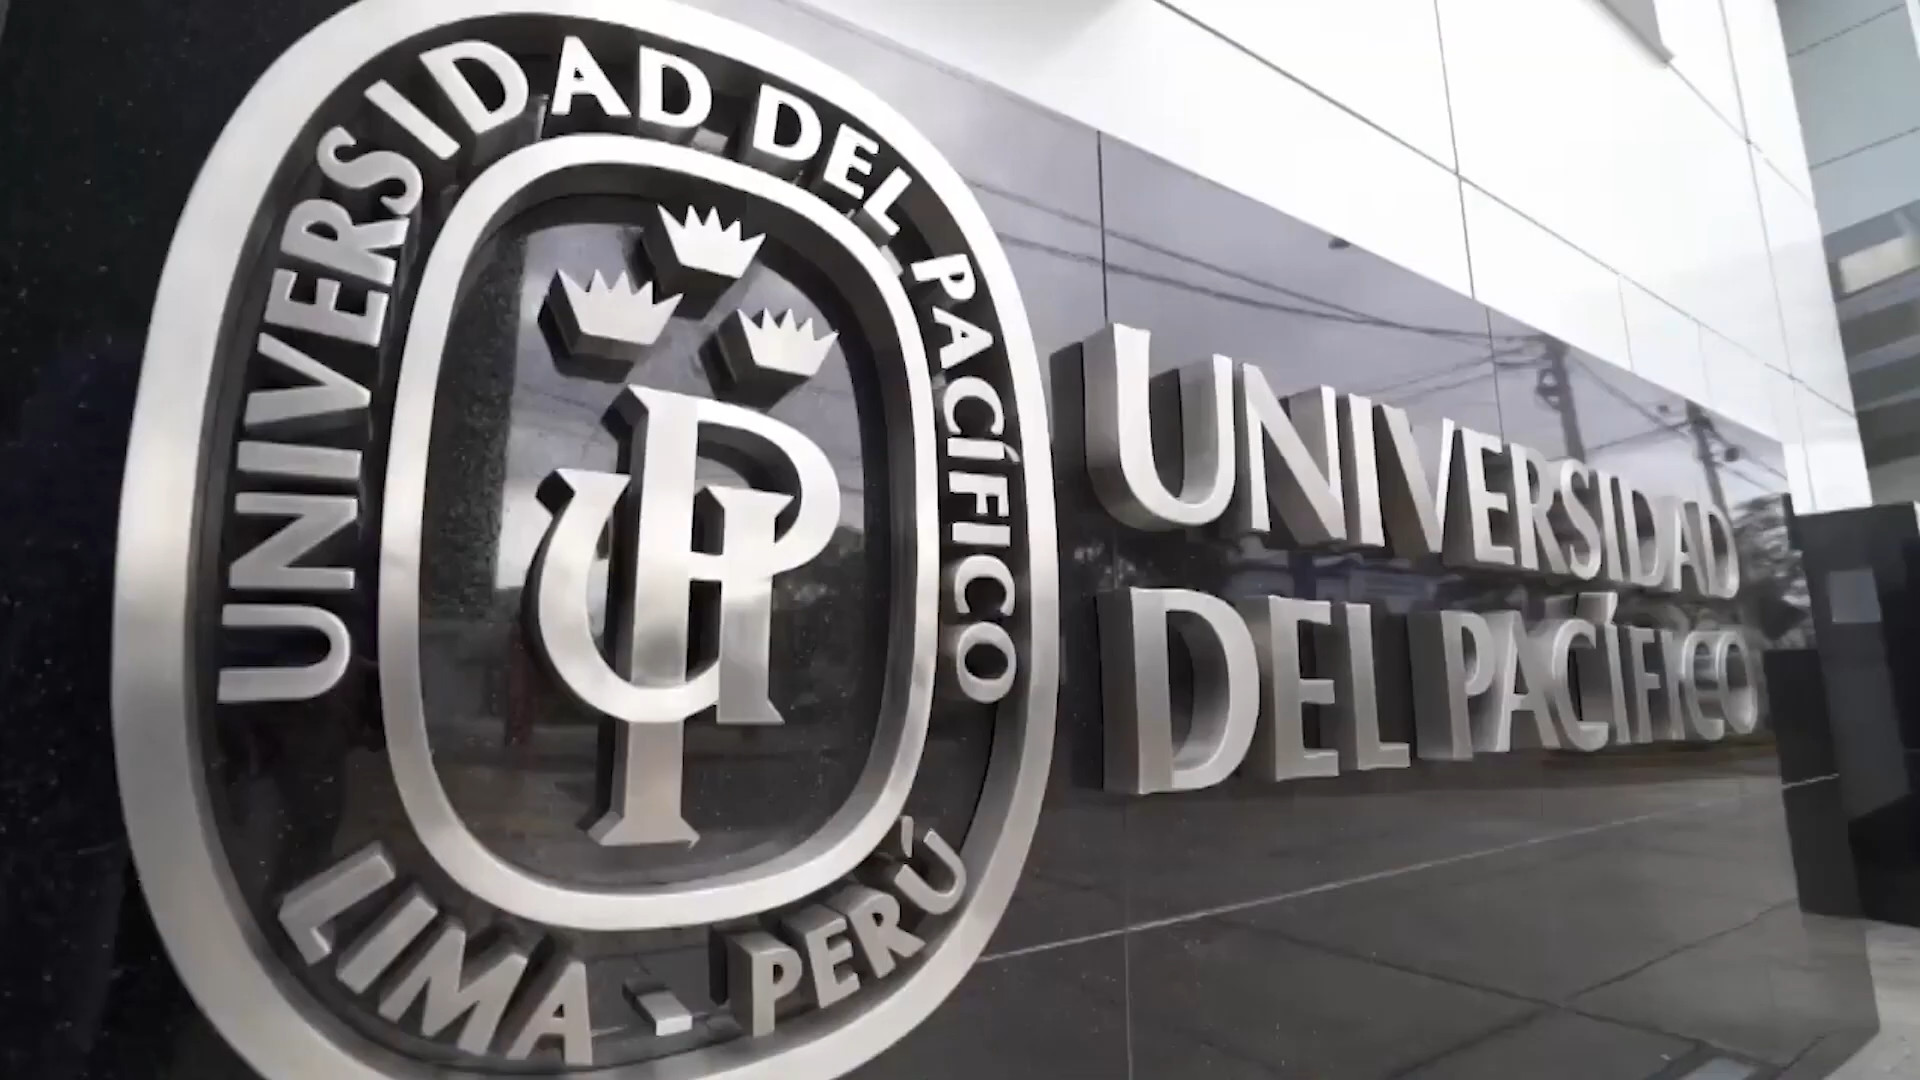 UNIVERSIDAD DEL PACÍFICO
UP
LIMA - PERÚ
UNIVERSIDAD
DEL PACÍFICO